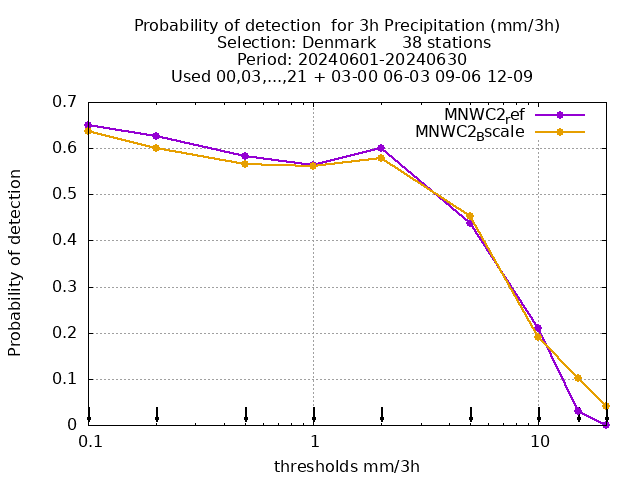 Probability of detection  for 3h Precipitation (mm/3h)
Selection: Denmark     38 stations
Period: 20240601-20240630
Used 00,03,...,21 + 03-00 06-03 09-06 12-09
MNWC2ref
MNWC2Bscale
0.7
0.6
0.5
0.4
0.3
0.2
0.1
0
Probability of detection
0.1 1 10
thresholds mm/3h